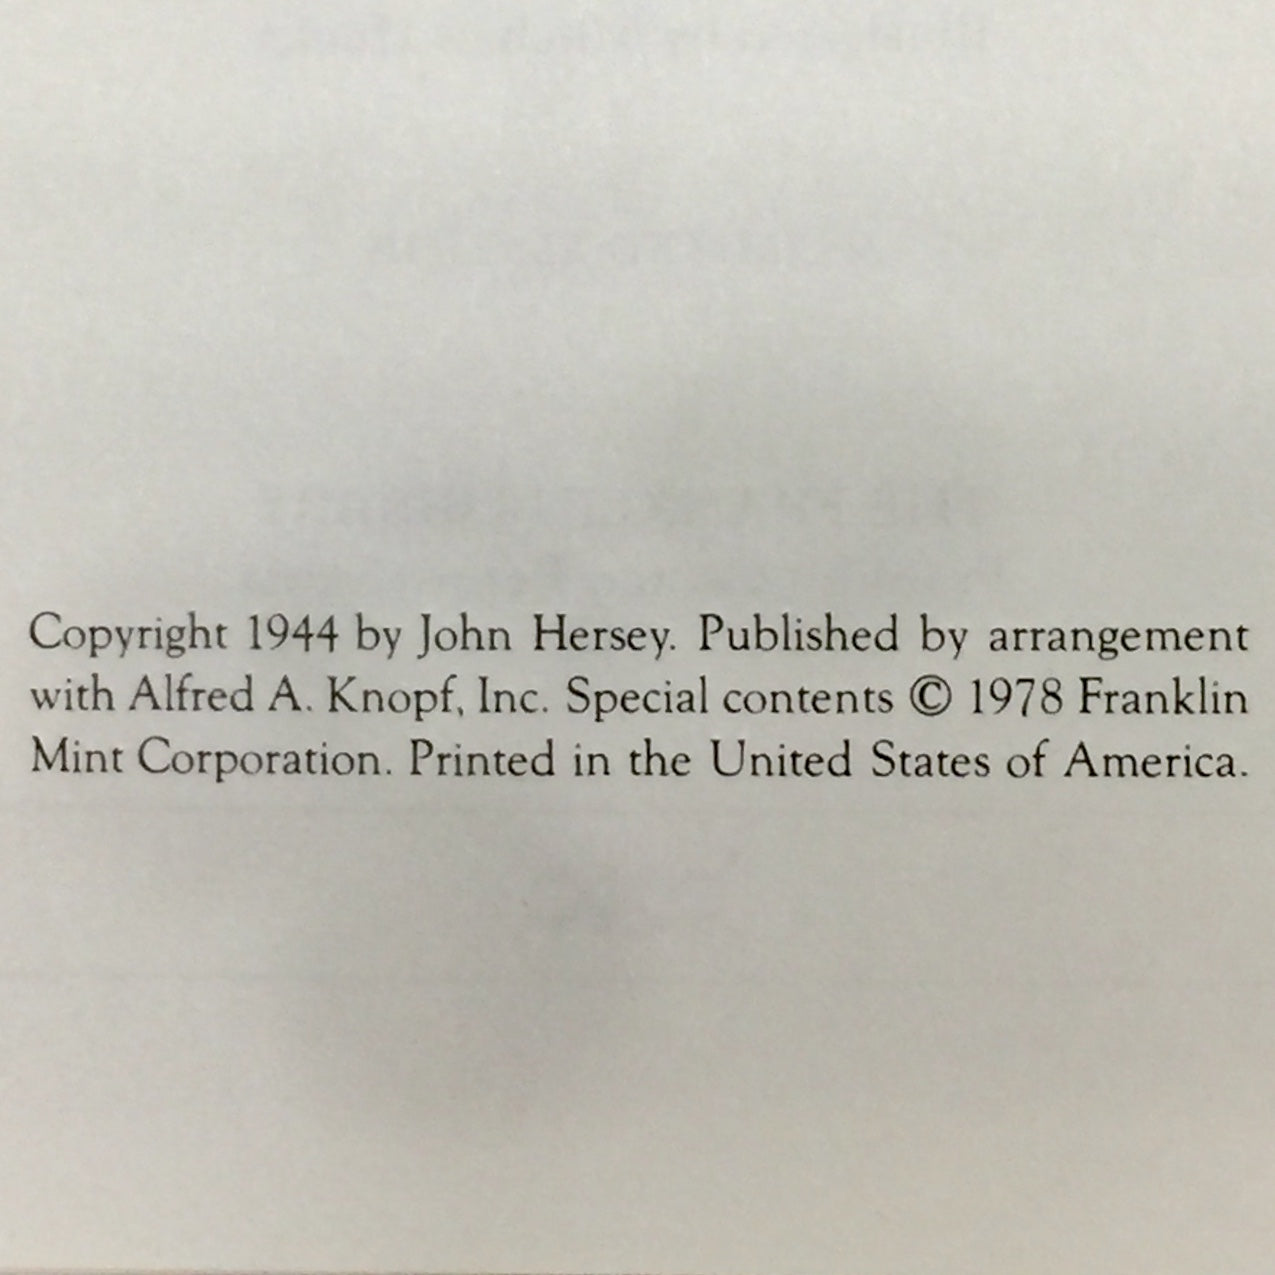 Copyright 1944 by John Hersey. Published by arrangement
with Alfred A. Knopf, Inc. Special contents © 1978 Franklin
Mint Corporation. Printed in the United States of America.